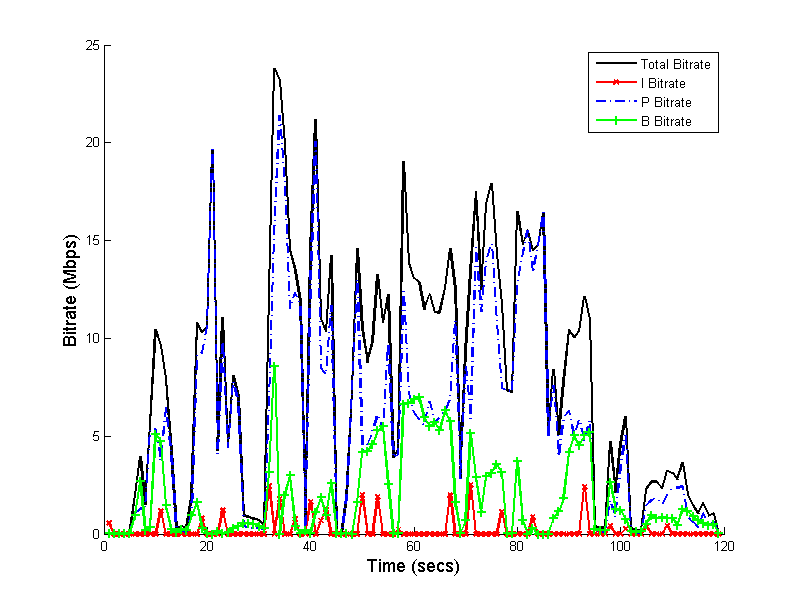 25
20
15
10
5
0
0
20
40
60
80
100
120
Bitrate (Mbps)
Time (secs)
Total Bitrate
I Bitrate
P Bitrate
B Bitrate